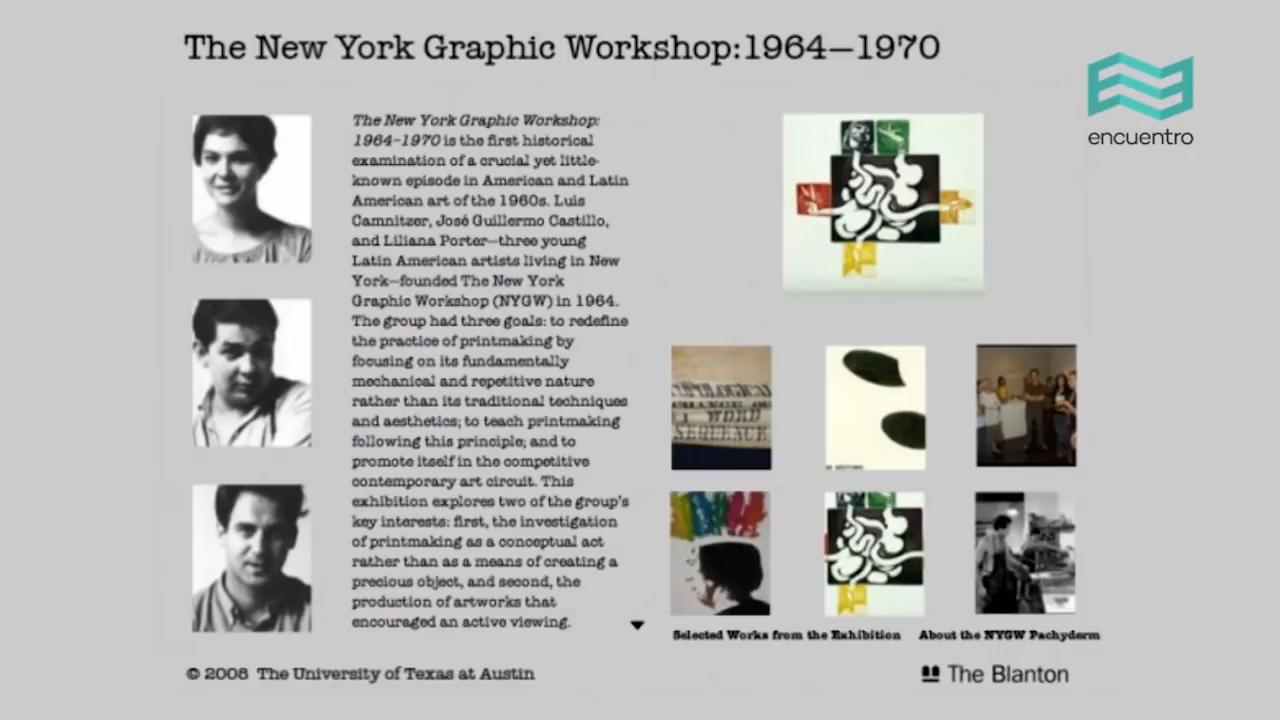 The New York Graphic Workshop:1964—1970
encuentro
The New York Graphic Workshop:
1964-1970 is the first historical
examination of a crucial yet little-
known episode in American and Latin
American art of the 1960s. Luis
Camnitzer, José Guillermo Castillo,
and Liliana Porter—three young
Latin American artists living in New
York—founded The New York
Graphic Workshop (NYGW) in 1964.
The group had three goals: to redefine
the practice of printmaking by
focusing on its fundamentally
mechanical and repetitive nature
rather than its traditional techniques
and aesthetics; to teach printmaking
following this principle; and to
promote itself in the competitive
contemporary art circuit. This
exhibition explores two of the group's
key interests: first, the investigation
of printmaking as a conceptual act
rather than as a means of creating a
precious object, and second, the
production of artworks that
encouraged an active viewing.
WORD
SEQUENCE
Selected Works from the Exhibition
About the NYGW Pachyderm
© 2008 The University of Texas at Austin
The Blanton